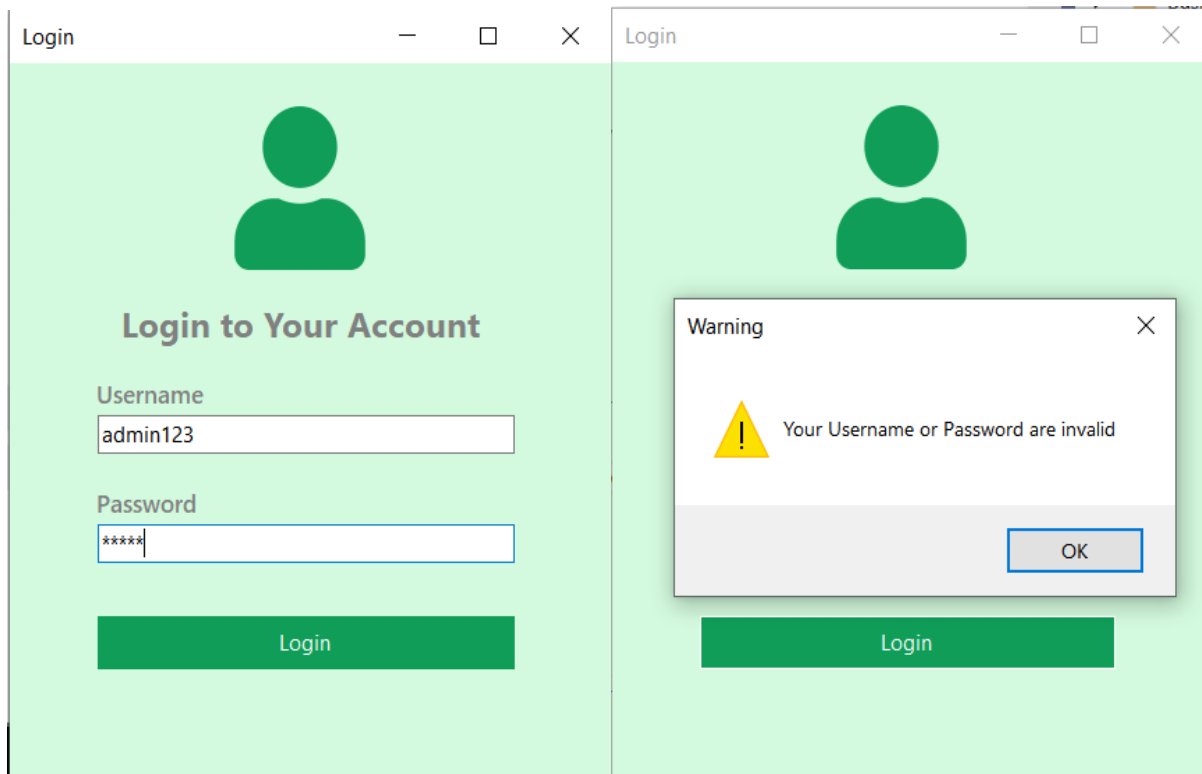 Login
Login to Your Account
Username
admin123
Password
*****
Login
Login
Warning
!
Your Username or Password are invalid
OK
Login